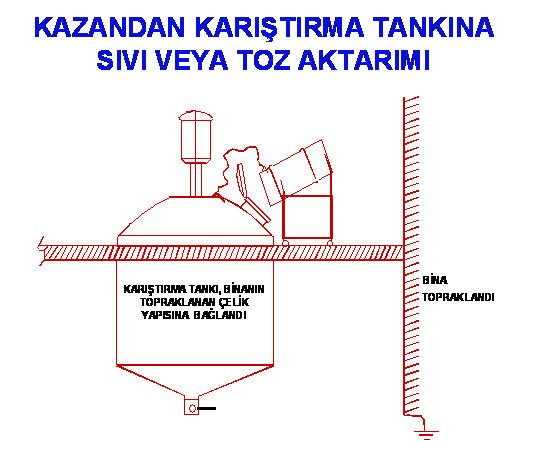 KAZANDAN KARIŞTIRMA TANKINA
SIVI VEYA TOZ AKTARIMI
KARIŞTIRMA TANKI, BİNANIN
TOPRAKLANAN ÇELİK
YAPISINA BAĞLANDI
BİNA
TOPRAKLANDI